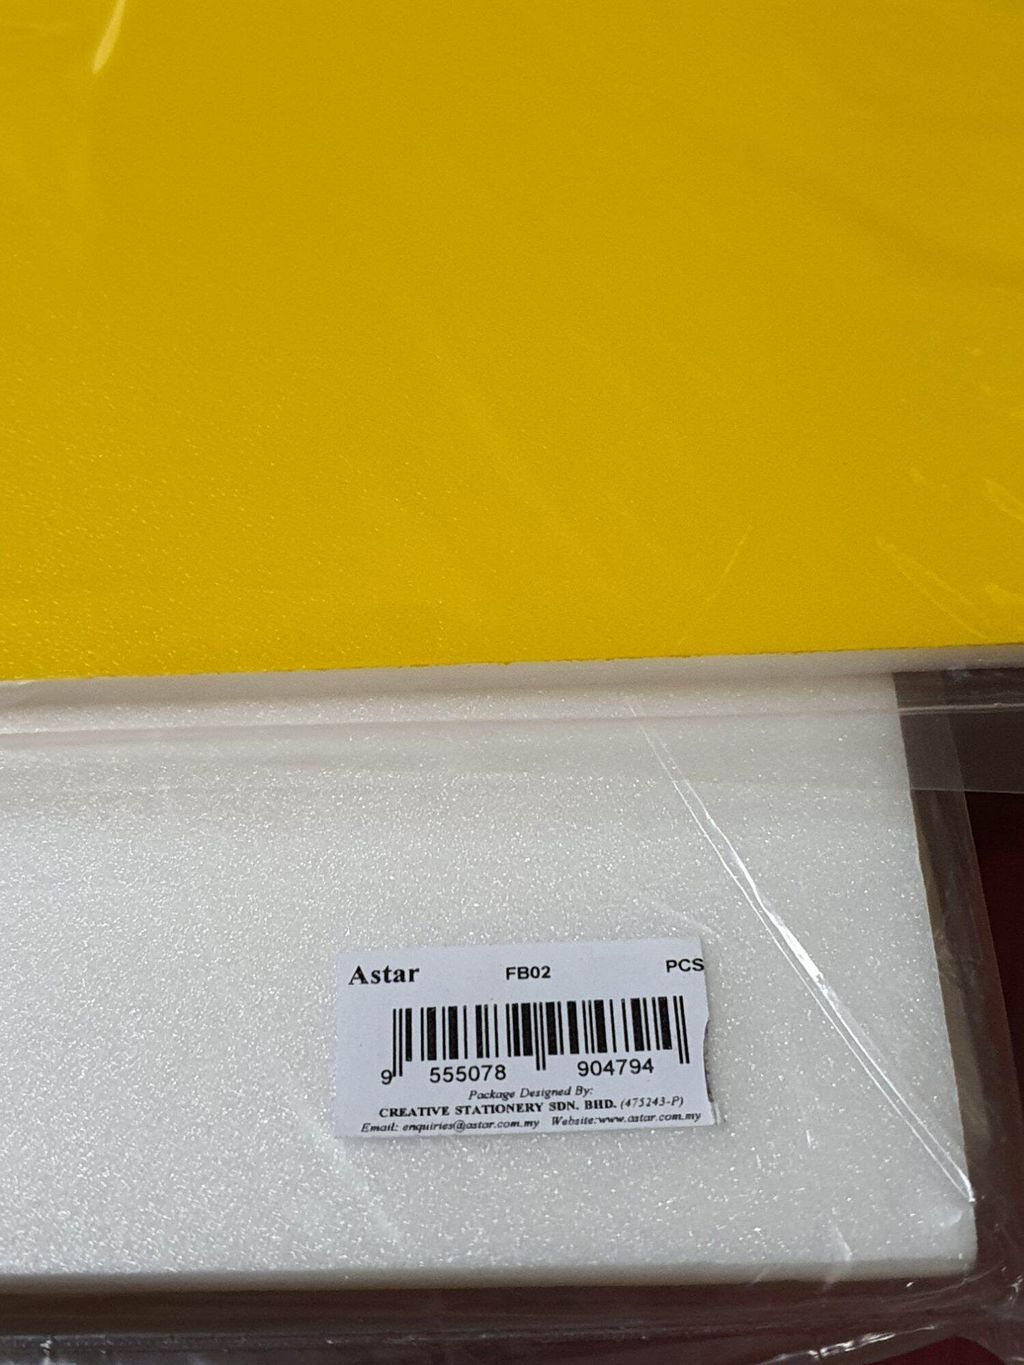 Astar FB02 PCS
9 555078 904794
Package Designed By:
CREATIVE STATIONERY SDN. BHD. (475243-P)
Email: enquiries@astar.com.my Website:www.astar.com.my